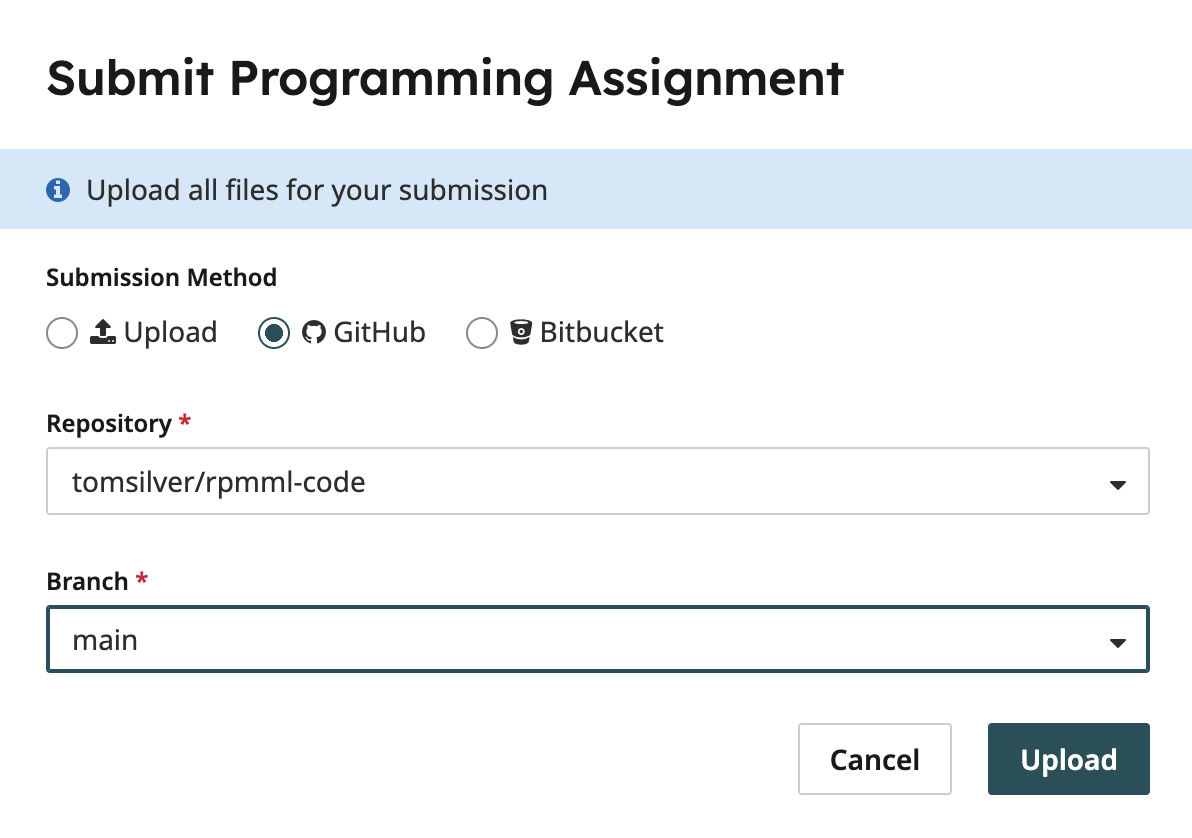 Submit Programming Assignment
Upload all files for your submission
Submission Method
Upload GitHub Bitbucket
Repository *
tomsilver/rpmml-code
Branch *
main
Cancel Upload